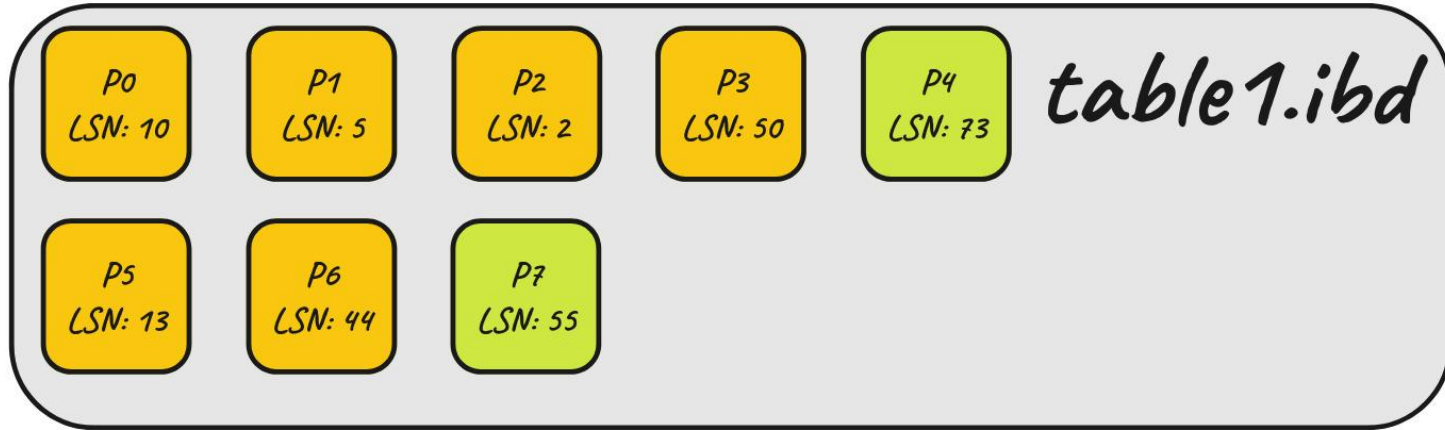 P0
LSN: 10
P1
LSN: 5
P2
LSN: 2
P3
LSN: 50
P4
LSN: 73
table1.ibd
P5
LSN: 13
P6
LSN: 44
P7
LSN: 55